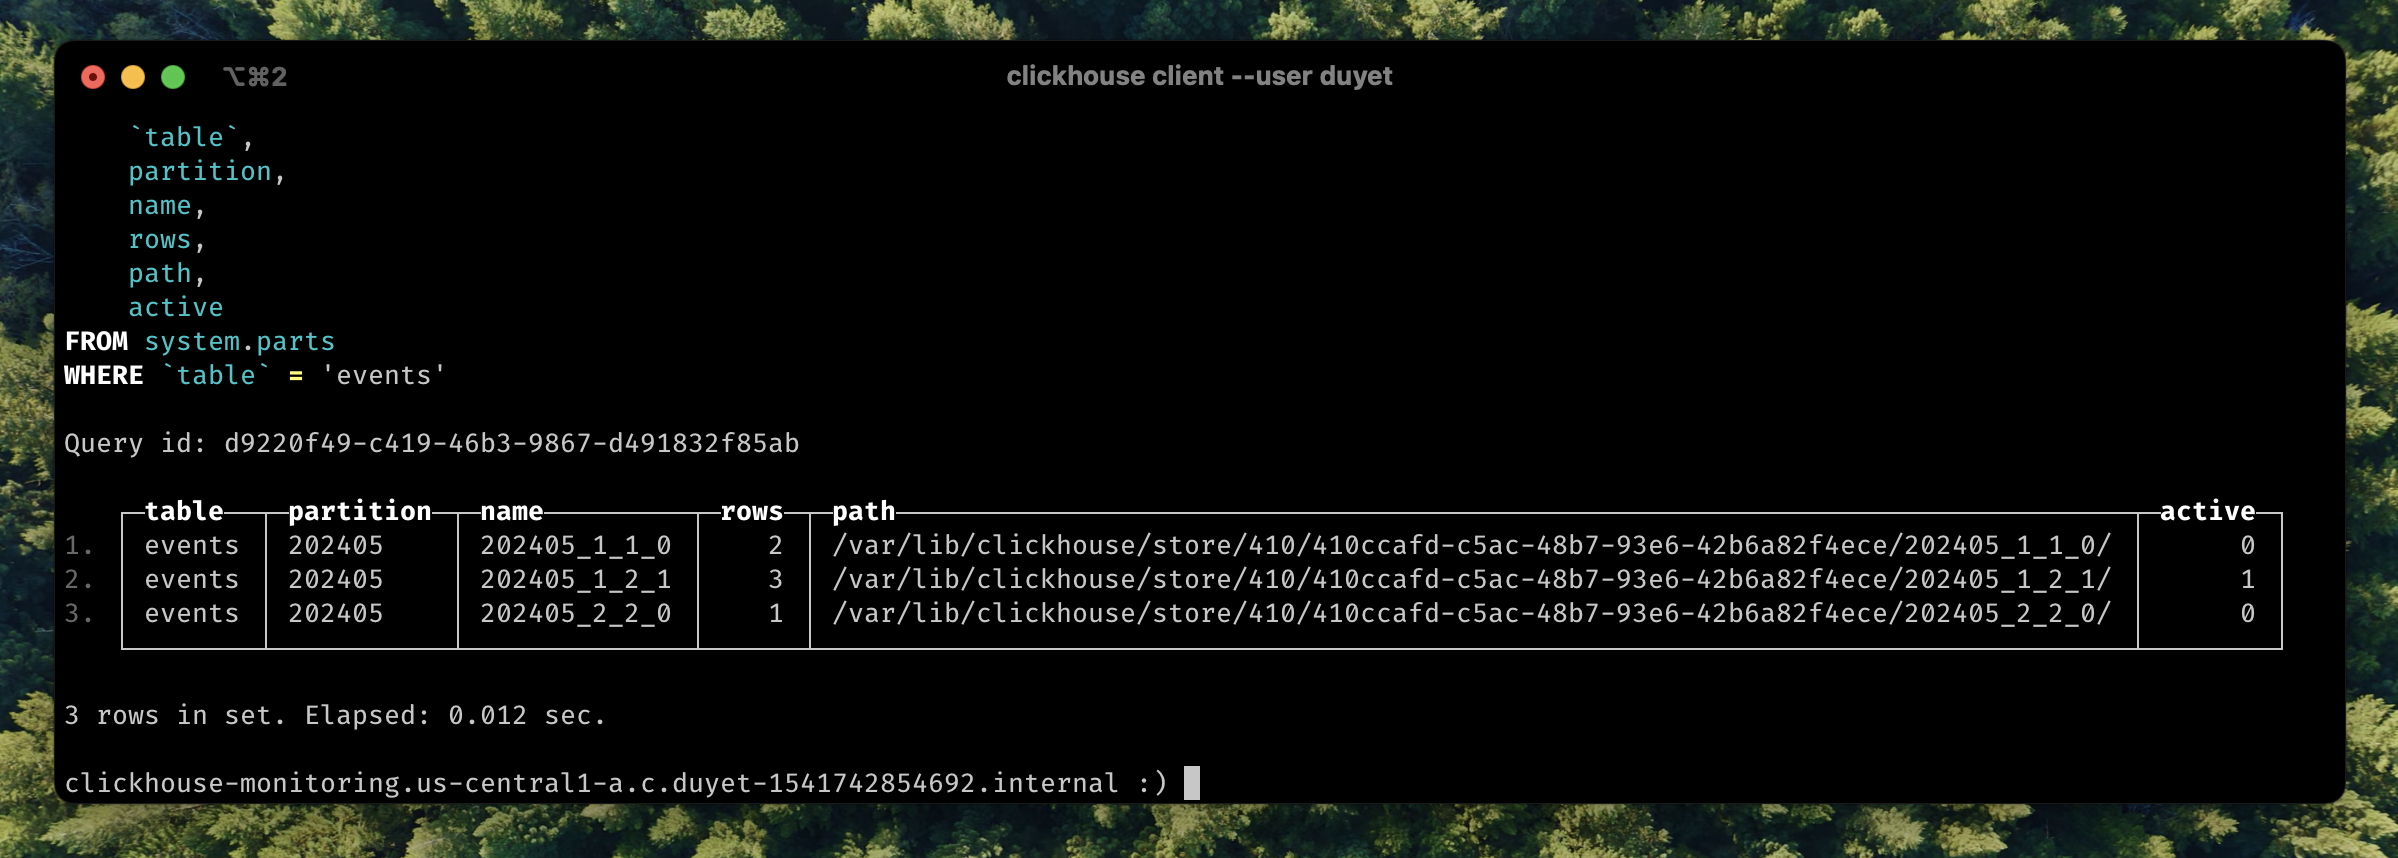 ⌥⌘2
clickhouse client --user duyet
`table`,
partition,
name,
rows,
path,
active
FROM system.parts
WHERE `table` = 'events'
Query id: d9220f49-c419-46b3-9867-d491832f85ab
table partition name rows path active
1. events 202405 202405_1_1_0 2 /var/lib/clickhouse/store/410/410ccafd-c5ac-48b7-93e6-42b6a82f4ece/202405_1_1_0/ 0
2. events 202405 202405_1_2_1 3 /var/lib/clickhouse/store/410/410ccafd-c5ac-48b7-93e6-42b6a82f4ece/202405_1_2_1/ 1
3. events 202405 202405_2_2_0 1 /var/lib/clickhouse/store/410/410ccafd-c5ac-48b7-93e6-42b6a82f4ece/202405_2_2_0/ 0
3 rows in set. Elapsed: 0.012 sec.
clickhouse-monitoring.us-central1-a.c.duyet-1541742854692.internal :)